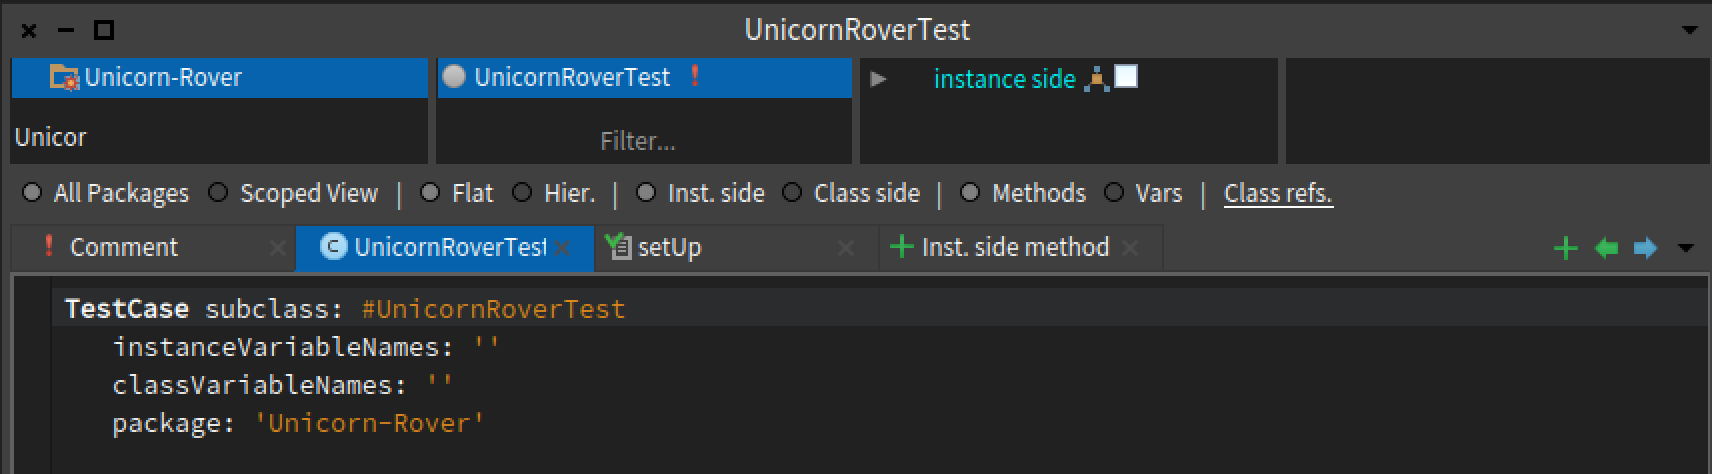 UnicornRoverTest
Unicorn-Rover
UnicornRoverTest !
instance side
Unicor
Filter...
All Packages Scoped View | Flat Hier. | Inst. side Class side | Methods Vars | Class refs.
! Comment
C UnicornRoverTest
setUp
Inst. side method
TestCase subclass: #UnicornRoverTest
instanceVariableNames: ''
classVariableNames: ''
package: 'Unicorn-Rover'